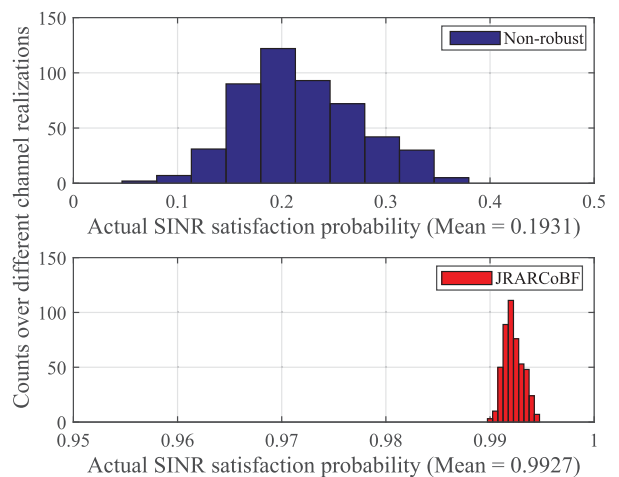 Counts over different channel realizations
150
100
50
0
Non-robust
0 0.1 0.2 0.3 0.4 0.5
Actual SINR satisfaction probability (Mean = 0.1931)
150
100
50
0
JRARCoBF
0.95 0.96 0.97 0.98 0.99 1
Actual SINR satisfaction probability (Mean = 0.9927)